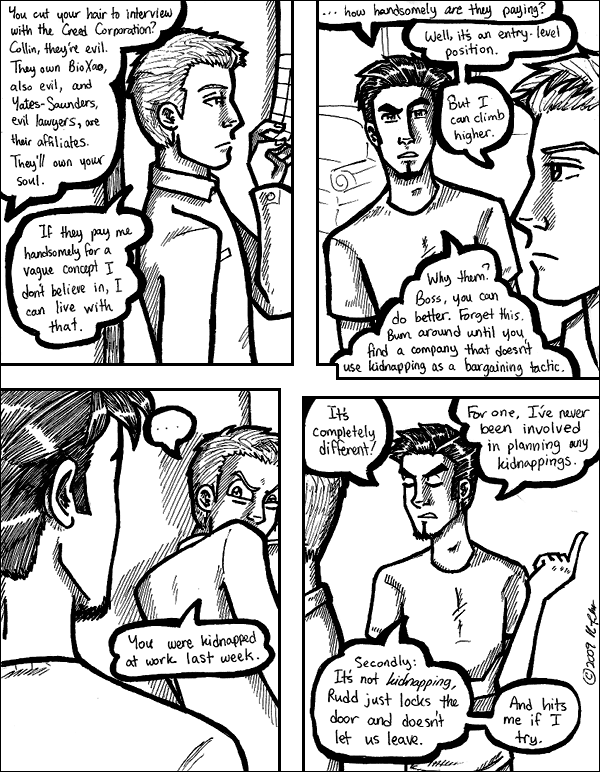 You cut your hair to interview
with the Creed Corporation?
Collin, they're evil.
They own BioXao,
also evil, and
Yates-Saunders,
evil lawyers, are
their affiliates.
They'll own your
soul.
If they pay me
handsomely for a
vague concept I
don't believe in, I
can live with
that.
... how handsomely are they paying?
Well, it's an entry-level
position.
But I
can climb
higher.
Why them?
Boss, you can
do better. Forget this.
Bum around until you
find a company that doesn't
use kidnapping as a bargaining tactic.
...
You were kidnapped
at work last week.
It's
completely
different!
For one, I've never
been involved
in planning any
kidnappings.
Secondly:
It's not kidnapping,
Rudd just locks the
door and doesn't
let us leave.
And hits
me if I
try.
©2009